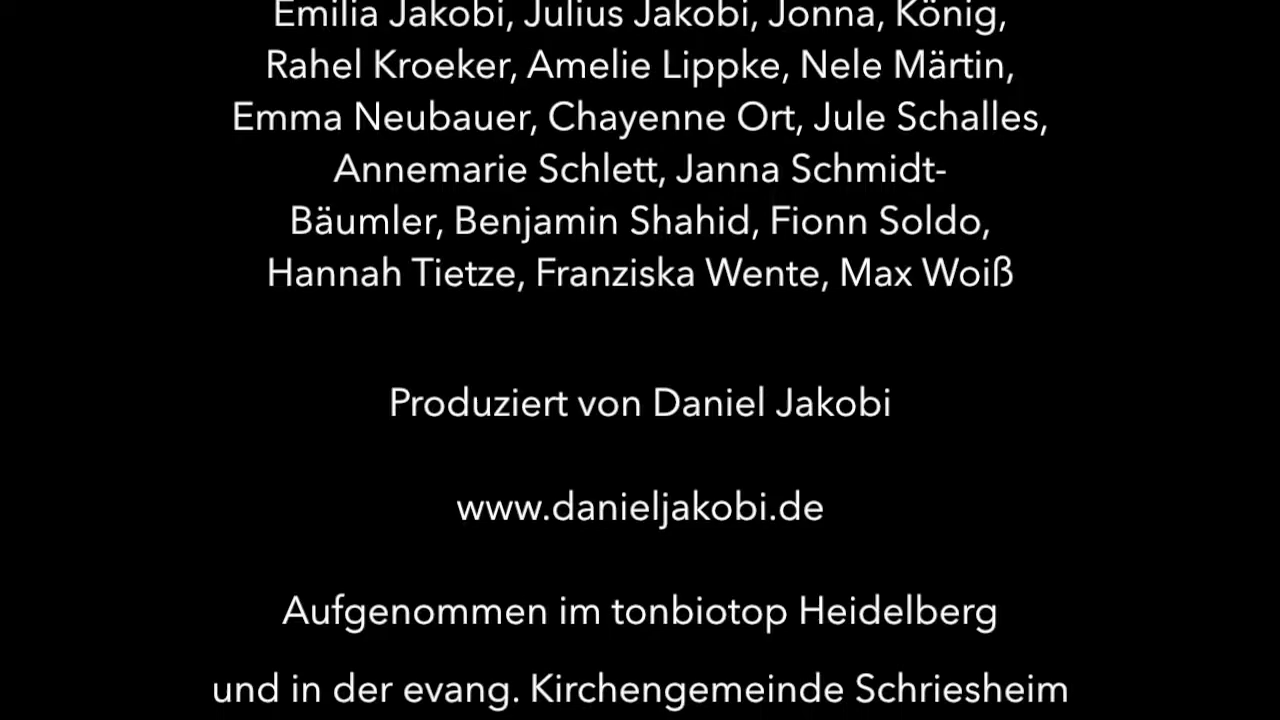 Emilia Jakobi, Julius Jakobi, Jonna, König,
Rahel Kroeker, Amelie Lippke, Nele Märtin,
Emma Neubauer, Chayenne Ort, Jule Schalles,
Annemarie Schlett, Janna Schmidt-
Bäumler, Benjamin Shahid, Fionn Soldo,
Hannah Tietze, Franziska Wente, Max Woiß
Produziert von Daniel Jakobi
www.danieljakobi.de
Aufgenommen im tonbiotop Heidelberg
und in der evang. Kirchengemeinde Schriesheim